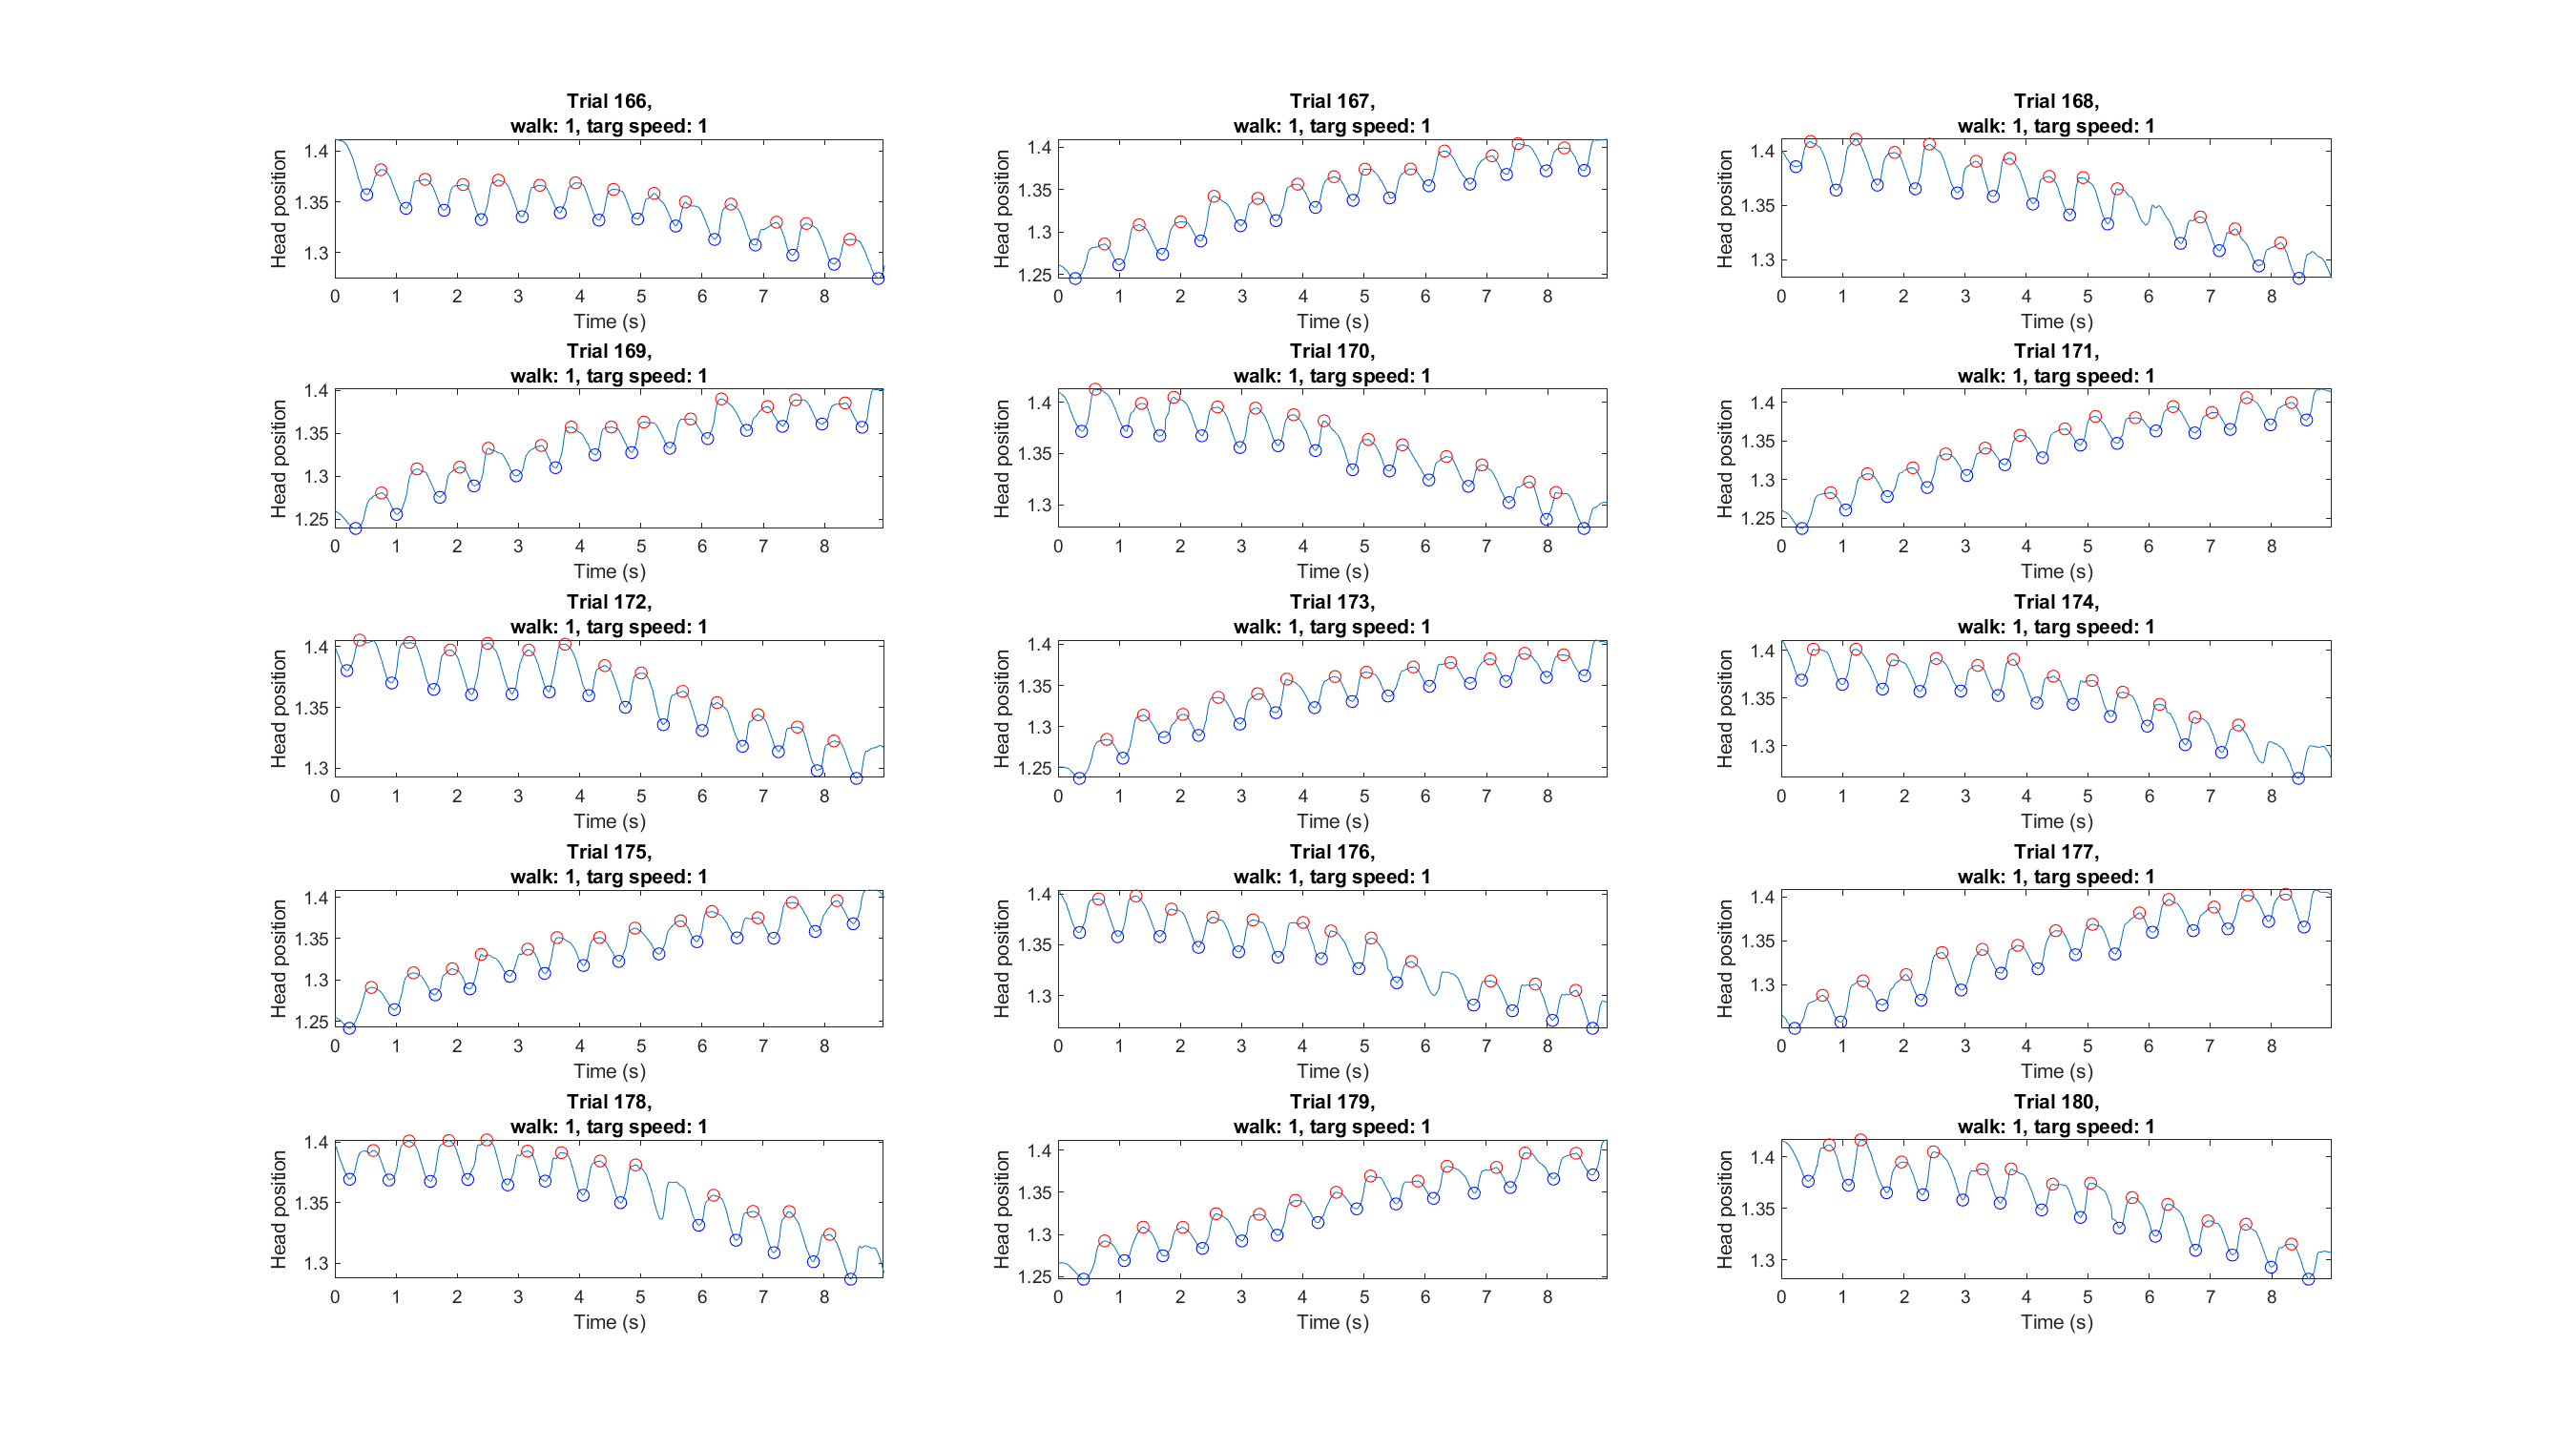 Trial 166,
walk: 1, targ speed: 1
Head position
1.4
1.35
1.3
0 1 2 3 4 5 6 7 8
Time (s)
Trial 167,
walk: 1, targ speed: 1
Head position
1.4
1.35
1.3
1.25
0 1 2 3 4 5 6 7 8
Time (s)
Trial 168,
walk: 1, targ speed: 1
Head position
1.4
1.35
1.3
0 1 2 3 4 5 6 7 8
Time (s)
Trial 169,
walk: 1, targ speed: 1
Head position
1.4
1.35
1.3
1.25
0 1 2 3 4 5 6 7 8
Time (s)
Trial 170,
walk: 1, targ speed: 1
Head position
1.4
1.35
1.3
0 1 2 3 4 5 6 7 8
Time (s)
Trial 171,
walk: 1, targ speed: 1
Head position
1.4
1.35
1.3
1.25
0 1 2 3 4 5 6 7 8
Time (s)
Trial 172,
walk: 1, targ speed: 1
Head position
1.4
1.35
1.3
0 1 2 3 4 5 6 7 8
Time (s)
Trial 173,
walk: 1, targ speed: 1
Head position
1.4
1.35
1.3
1.25
0 1 2 3 4 5 6 7 8
Time (s)
Trial 174,
walk: 1, targ speed: 1
Head position
1.4
1.35
1.3
0 1 2 3 4 5 6 7 8
Time (s)
Trial 175,
walk: 1, targ speed: 1
Head position
1.4
1.35
1.3
1.25
0 1 2 3 4 5 6 7 8
Time (s)
Trial 176,
walk: 1, targ speed: 1
Head position
1.4
1.35
1.3
0 1 2 3 4 5 6 7 8
Time (s)
Trial 177,
walk: 1, targ speed: 1
Head position
1.4
1.35
1.3
0 1 2 3 4 5 6 7 8
Time (s)
Trial 178,
walk: 1, targ speed: 1
Head position
1.4
1.35
1.3
0 1 2 3 4 5 6 7 8
Time (s)
Trial 179,
walk: 1, targ speed: 1
Head position
1.4
1.35
1.3
1.25
0 1 2 3 4 5 6 7 8
Time (s)
Trial 180,
walk: 1, targ speed: 1
Head position
1.4
1.35
1.3
0 1 2 3 4 5 6 7 8
Time (s)